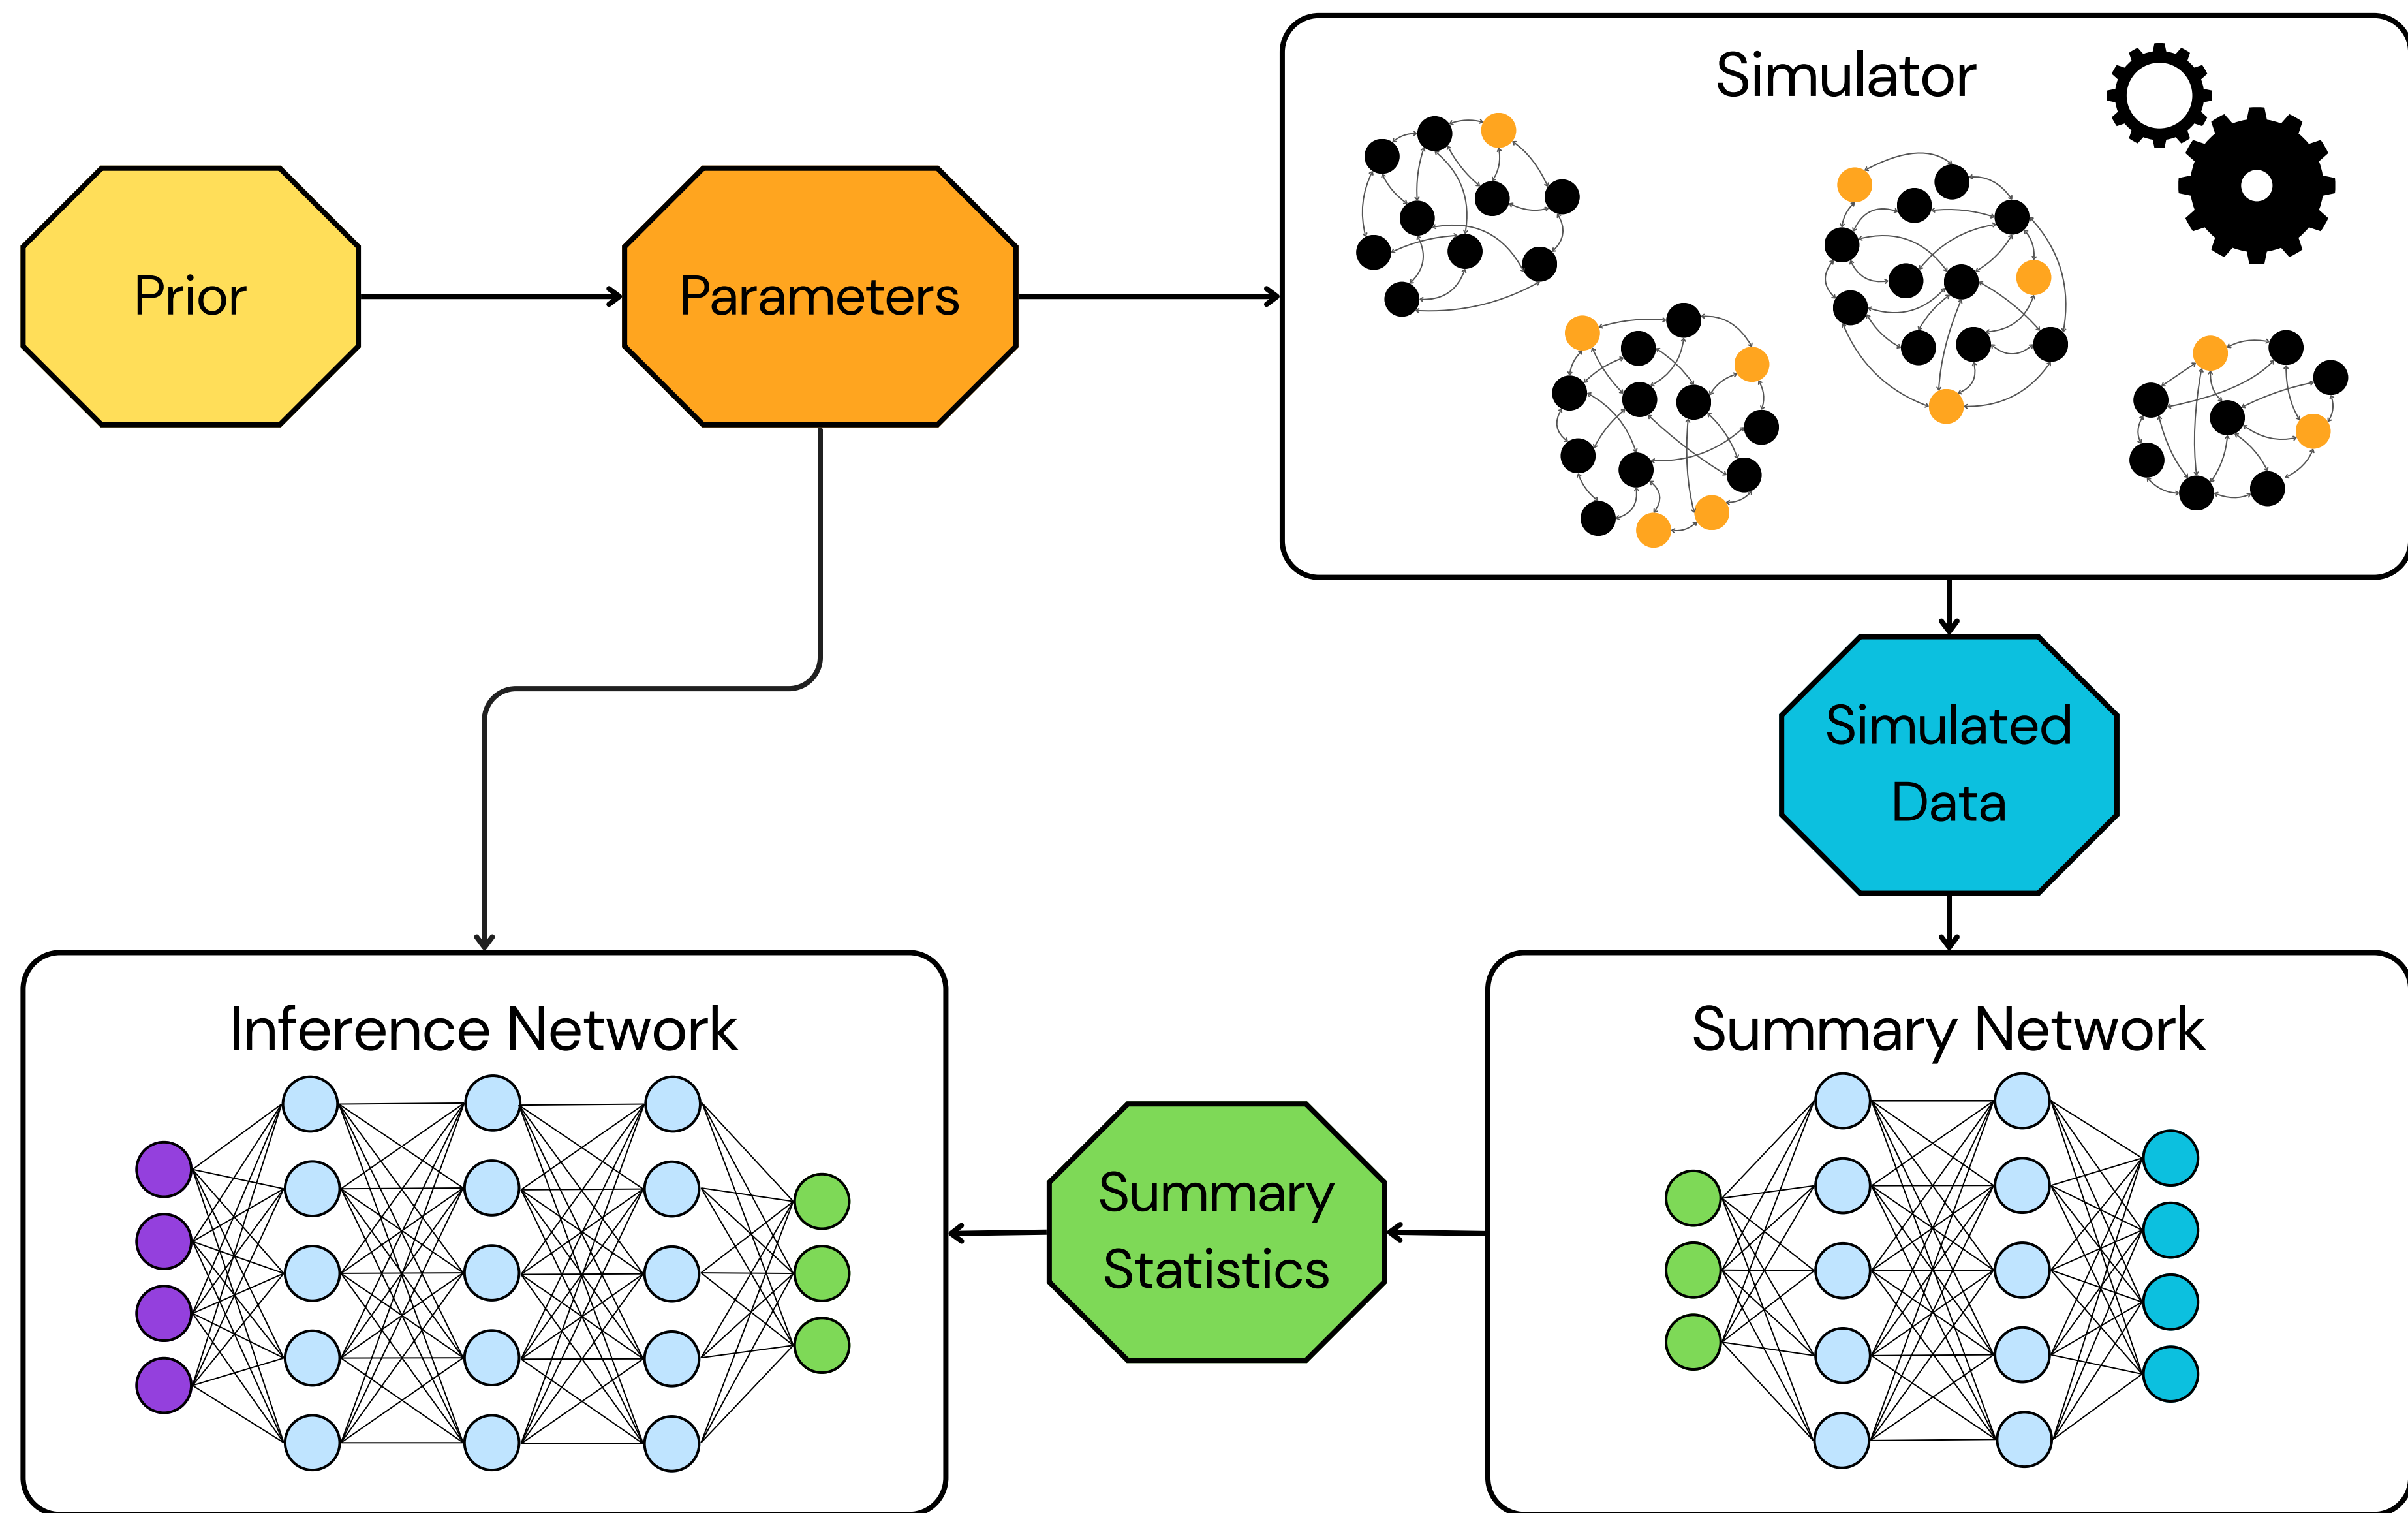 Simulator
Prior
Parameters
Simulated
Data
Inference Network
Summary Network
Summary
Statistics